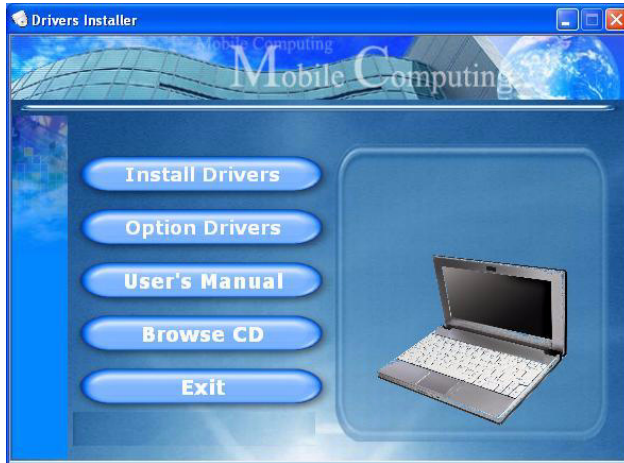 Drivers Installer
Mobile Computing
Mobile Computing
Install Drivers
Option Drivers
User's Manual
Browse CD
Exit